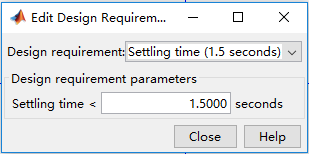 Edit Design Requirem...
Design requirement: Settling time (1.5 seconds)
Design requirement parameters
Settling time < 1.5000 seconds
Close Help